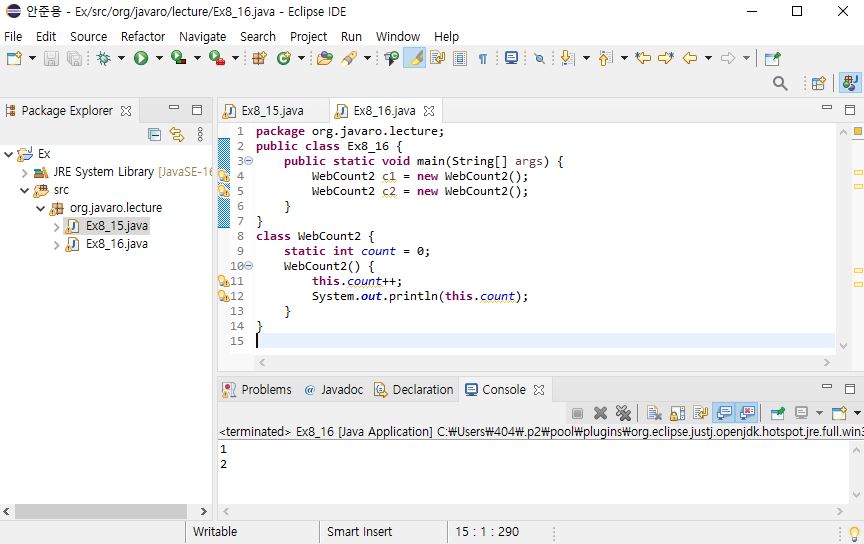 안준용 - Ex/src/org/javaro/lecture/Ex8_16.java - Eclipse IDE
File Edit Source Refactor Navigate Search Project Run Window Help
Package Explorer
Ex
JRE System Library [JavaSE-16
src
org.javaro.lecture
Ex8_15.java
Ex8_16.java
Ex8_15.java Ex8_16.java
1 package org.javaro.lecture;
2 public class Ex8_16 {
3 public static void main(String[] args) {
4 WebCount2 c1 = new WebCount2();
5 WebCount2 c2 = new WebCount2();
6 }
7 }
8 class WebCount2 {
9 static int count = 0;
10 WebCount2() {
11 this.count++;
12 System.out.println(this.count);
13 }
14 }
15
Problems @ Javadoc Declaration Console
<terminated> Ex8_16 [Java Application] C:₩Users₩404₩.p2₩pool₩plugins₩org.eclipse.justj.openjdk.hotspot.jre.full.win3
1
2
Writable Smart Insert 15 : 1 : 290